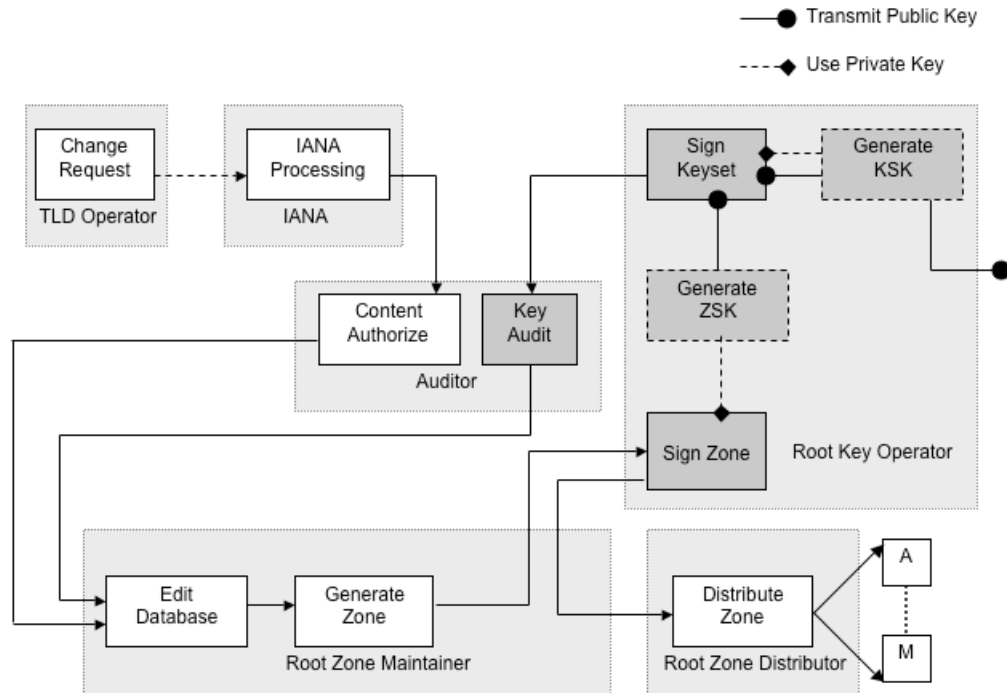 Transmit Public Key
Use Private Key
Change
Request
TLD Operator
IANA
Processing
IANA
Sign
Keyset
Generate
KSK
Generate
ZSK
Content
Authorize
Key
Audit
Auditor
Sign Zone
Root Key Operator
Edit
Database
Generate
Zone
Root Zone Maintainer
Distribute
Zone
Root Zone Distributor
A
M